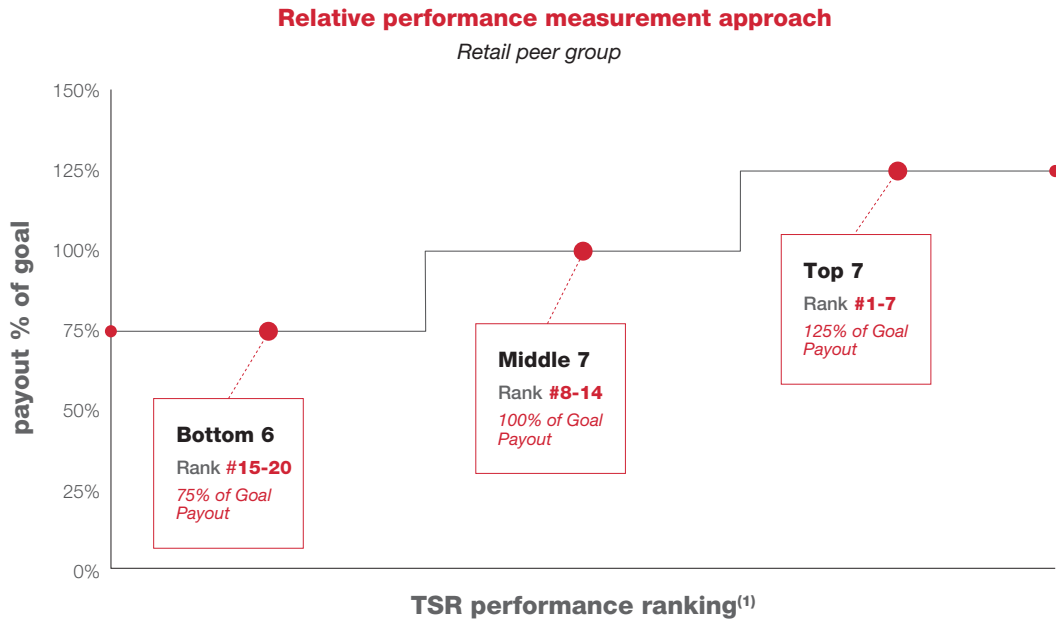 Relative performance measurement approach
Retail peer group
payout % of goal
150%
125%
100%
75%
50%
25%
0%
Bottom 6
Rank #15-20
75% of Goal
Payout
Middle 7
Rank #8-14
100% of Goal
Payout
Top 7
Rank #1-7
125% of Goal
Payout
TSR performance ranking(1)